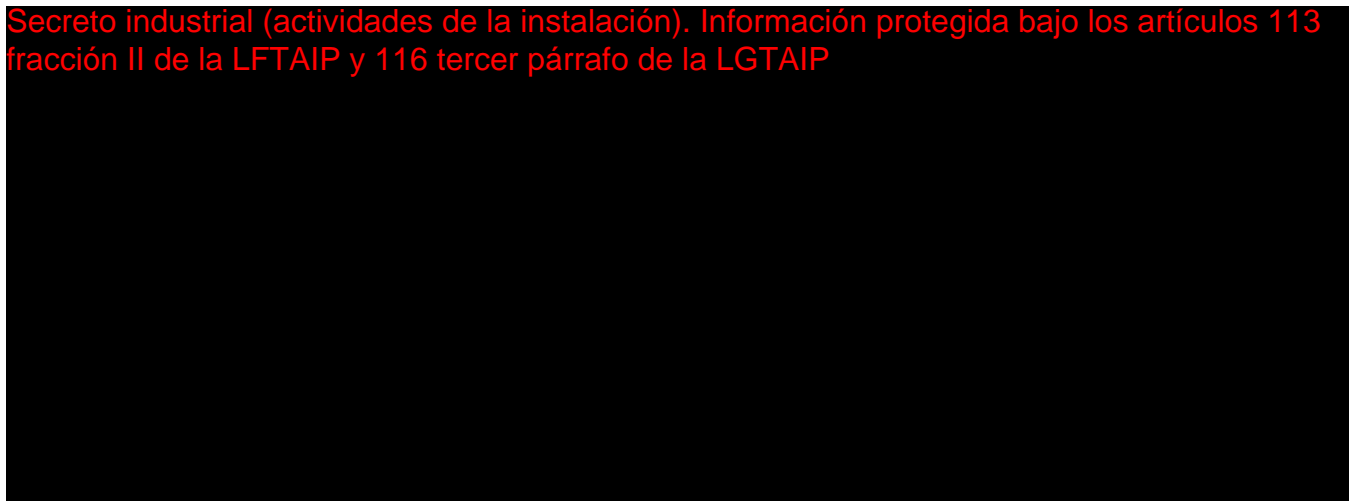 Secreto industrial (actividades de la instalación). Información protegida bajo los artículos 113
fracción II de la LFTAIP y 116 tercer párrafo de la LGTAIP